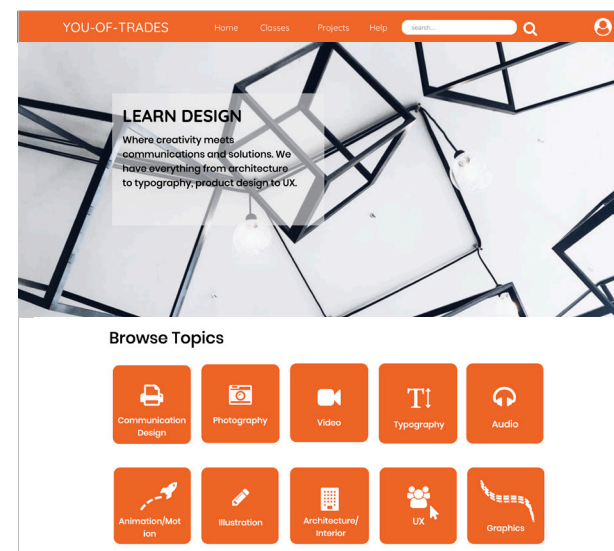 YOU-OF-TRADES Home Classes Projects Help search...
LEARN DESIGN
Where creativity meets
communications and solutions. We
have everything from architecture
to typography, product design to UX.
Browse Topics
Communication
Design
Photography
Video
Typography
Audio
Animation/Mot
ion
Illustration
Architecture/
Interior
UX
Graphics